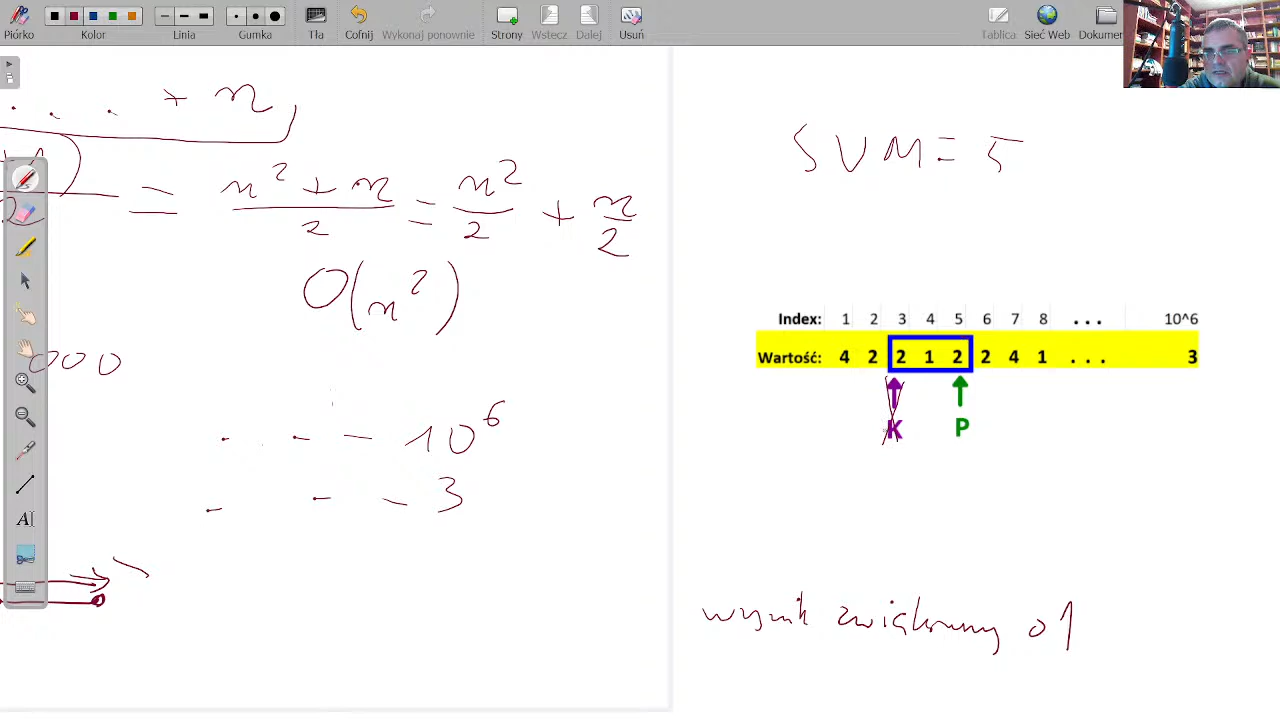 Piórko Kolor Linia Gumka Tła Cofnij Wykonaj ponownie Strony Wstecz Dalej Usuń Tablica Sieć Web Dokumen
. . . + n
= n² + n / 2 = n²/2 + n/2
O(n²)
000
. . - 10⁶
. - - 3
A
SUM = 5
Index: 1 2 3 4 5 6 7 8 . . . 10^6
Wartość: 4 2 2 1 2 2 4 1 . . . 3
K P
wynik zwiększony o 1